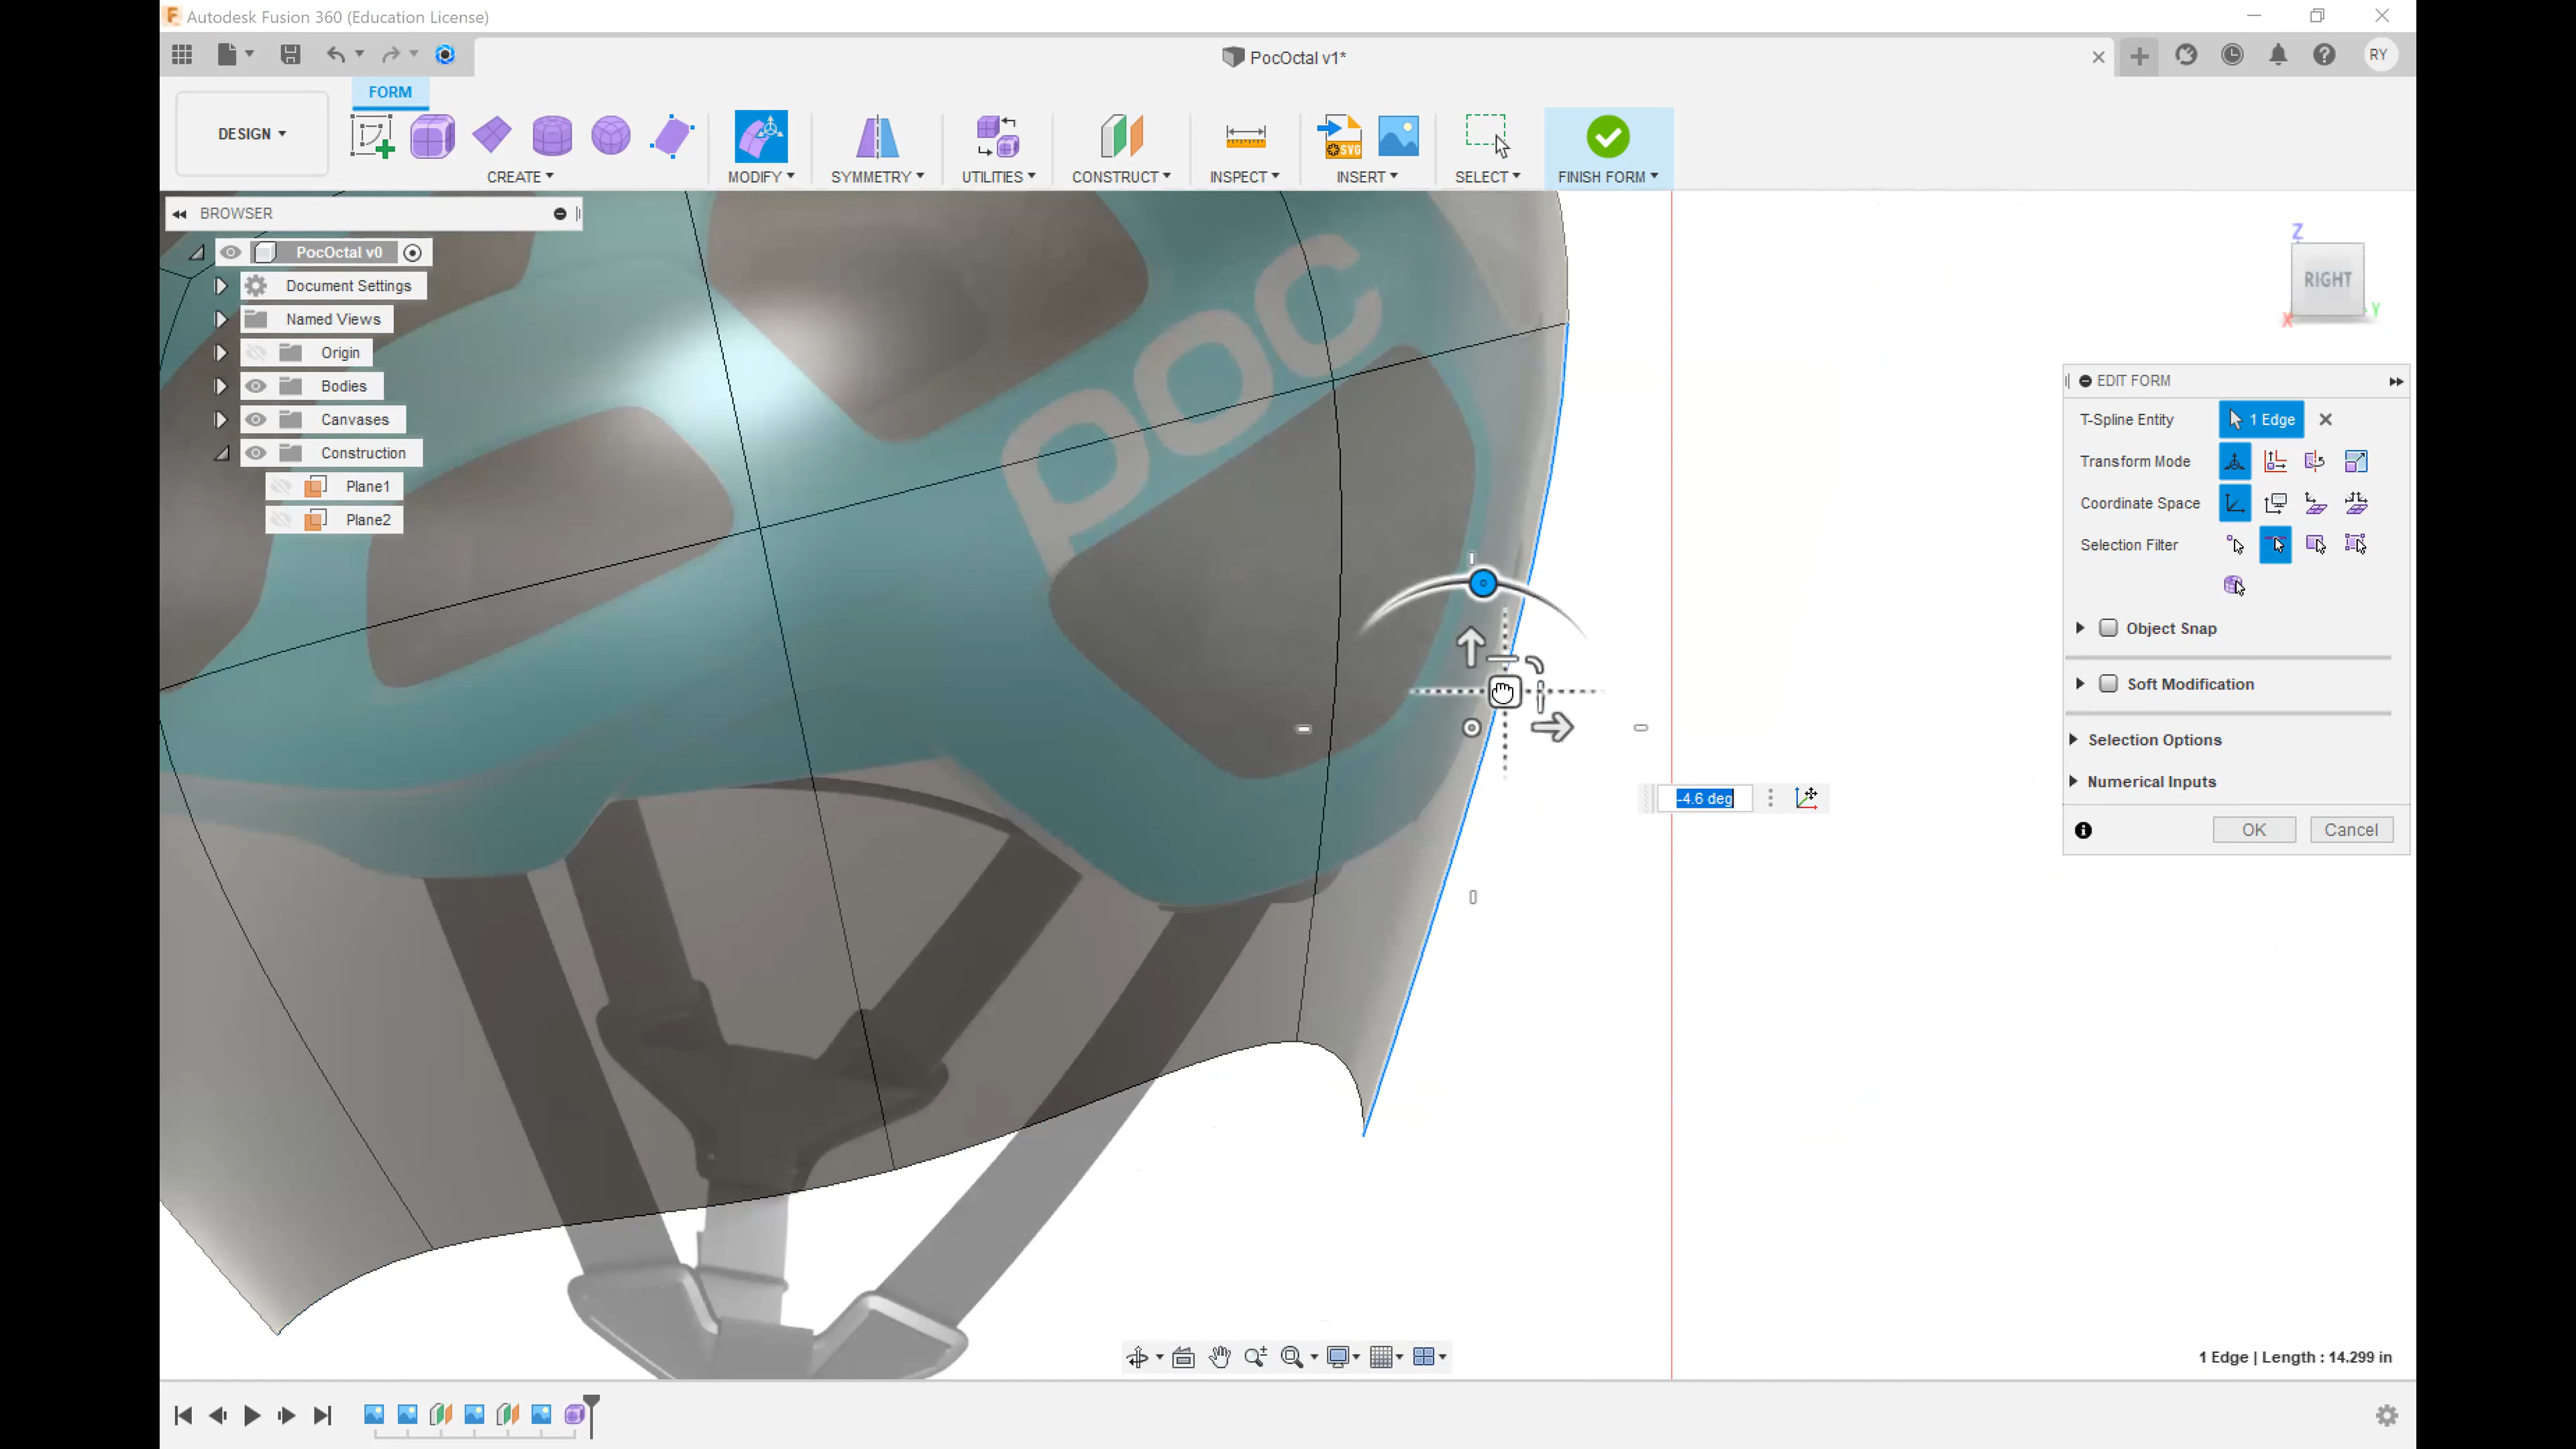 Autodesk Fusion 360 (Education License)
PocOctal v1*
RY
FORM
DESIGN
CREATE
MODIFY
SYMMETRY
UTILITIES
CONSTRUCT
INSPECT
SVG
INSERT
SELECT
FINISH FORM
BROWSER
PocOctal v0
Document Settings
Named Views
Origin
Bodies
Canvases
Construction
Plane1
Plane2
POC
Z
RIGHT
Y
X
EDIT FORM
T-Spline Entity
1 Edge
Transform Mode
Coordinate Space
Selection Filter
Object Snap
Soft Modification
Selection Options
Numerical Inputs
OK
Cancel
-4.6 deg
1 Edge | Length : 14.299 in